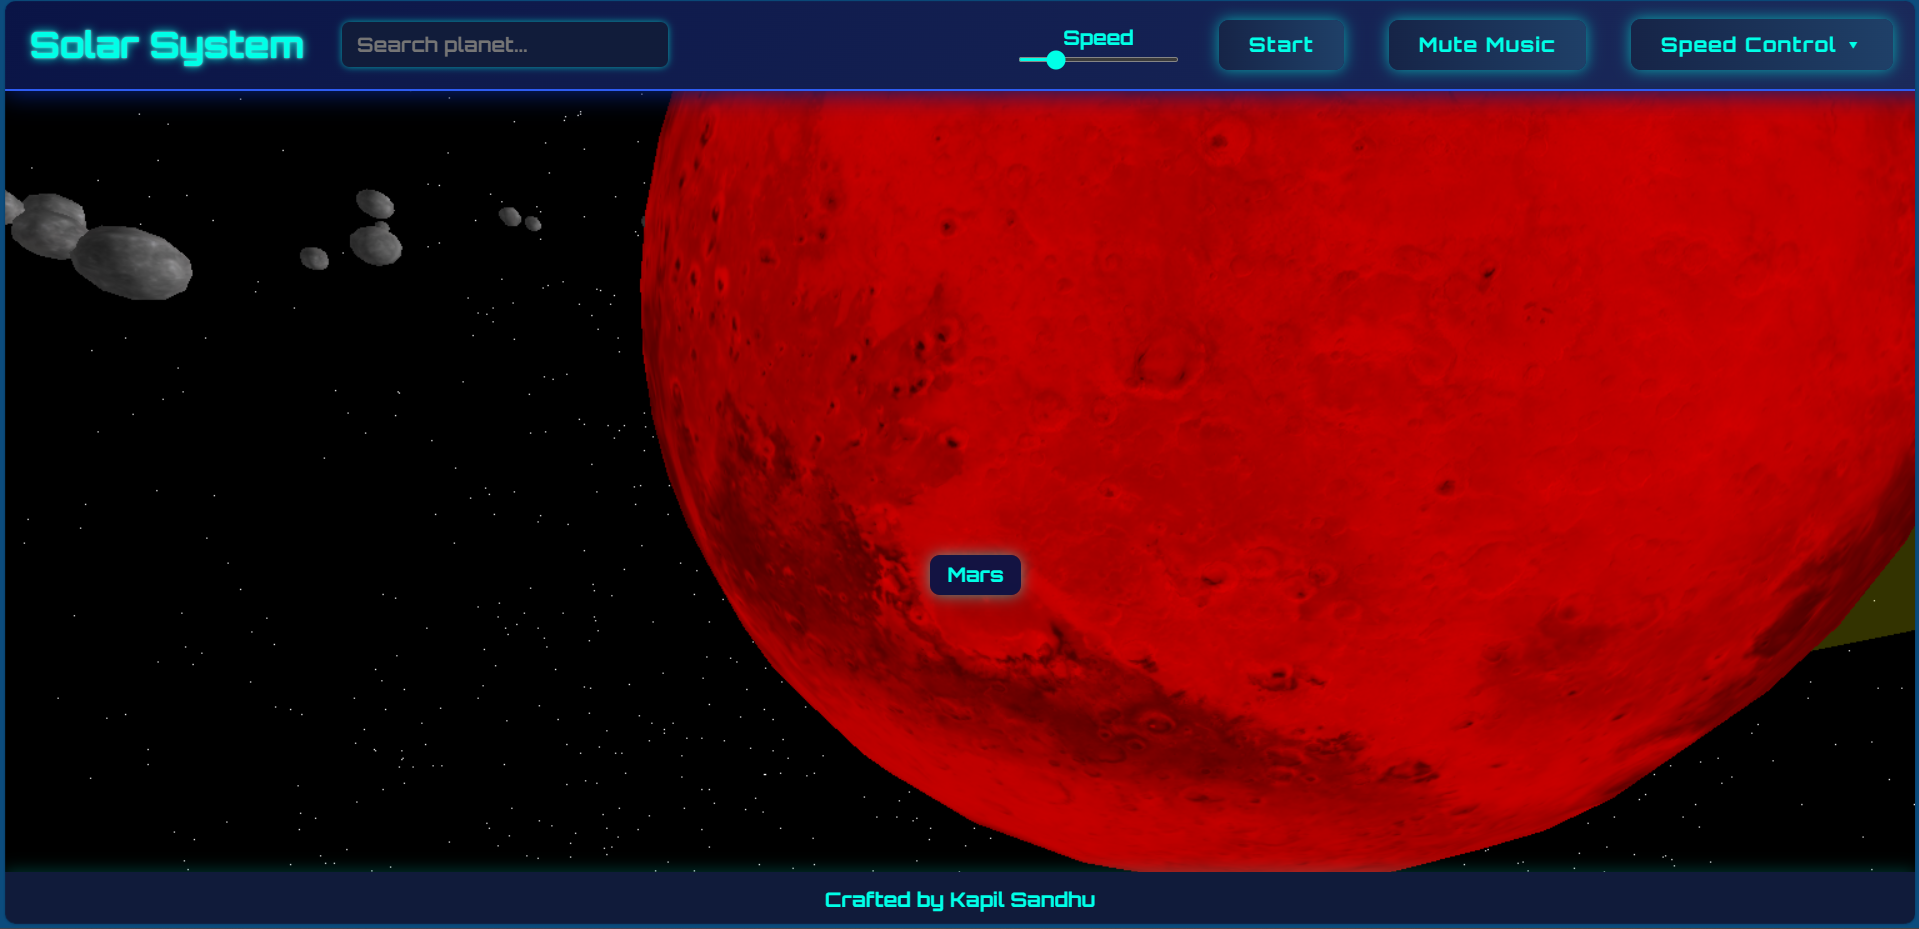 Solar System
Search planet...
Speed
Start
Mute Music
Speed Control ▼
Mars
Crafted by Kapil Sandhu